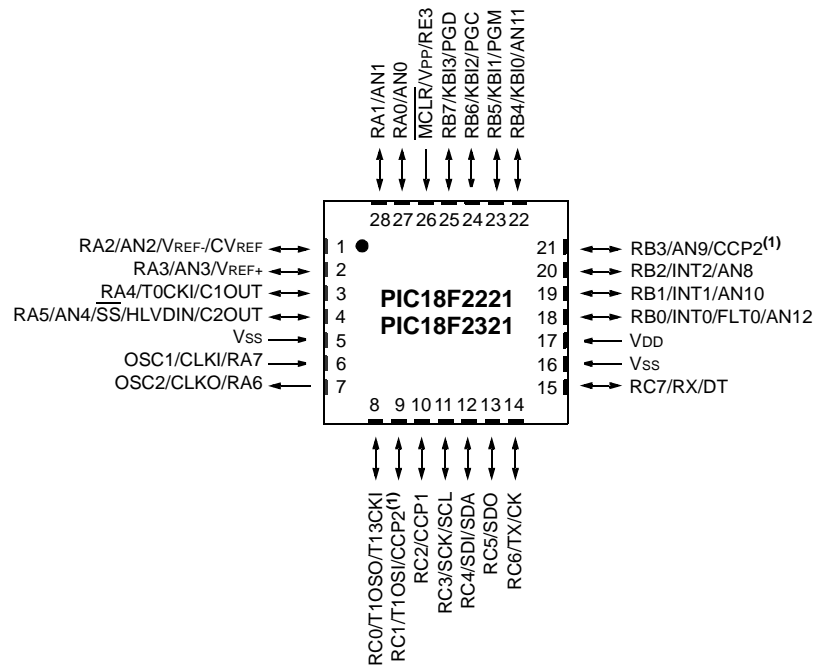 RA1/AN1
RA0/AN0
MCLR/VPP/RE3
RB7/KBI3/PGD
RB6/KBI2/PGC
RB5/KBI1/PGM
RB4/KBI0/AN11
28 27 26 25 24 23 22
RA2/AN2/VREF-/CVREF 1
RA3/AN3/VREF+ 2
RA4/T0CKI/C1OUT 3
RA5/AN4/SS/HLVDIN/C2OUT 4
VSS 5
OSC1/CLKI/RA7 6
OSC2/CLKO/RA6 7
PIC18F2221
PIC18F2321
21 RB3/AN9/CCP2(1)
20 RB2/INT2/AN8
19 RB1/INT1/AN10
18 RB0/INT0/FLT0/AN12
17 VDD
16 VSS
15 RC7/RX/DT
8 9 10 11 12 13 14
RC0/T1OSO/T13CKI
RC1/T1OSI/CCP2(1)
RC2/CCP1
RC3/SCK/SCL
RC4/SDI/SDA
RC5/SDO
RC6/TX/CK